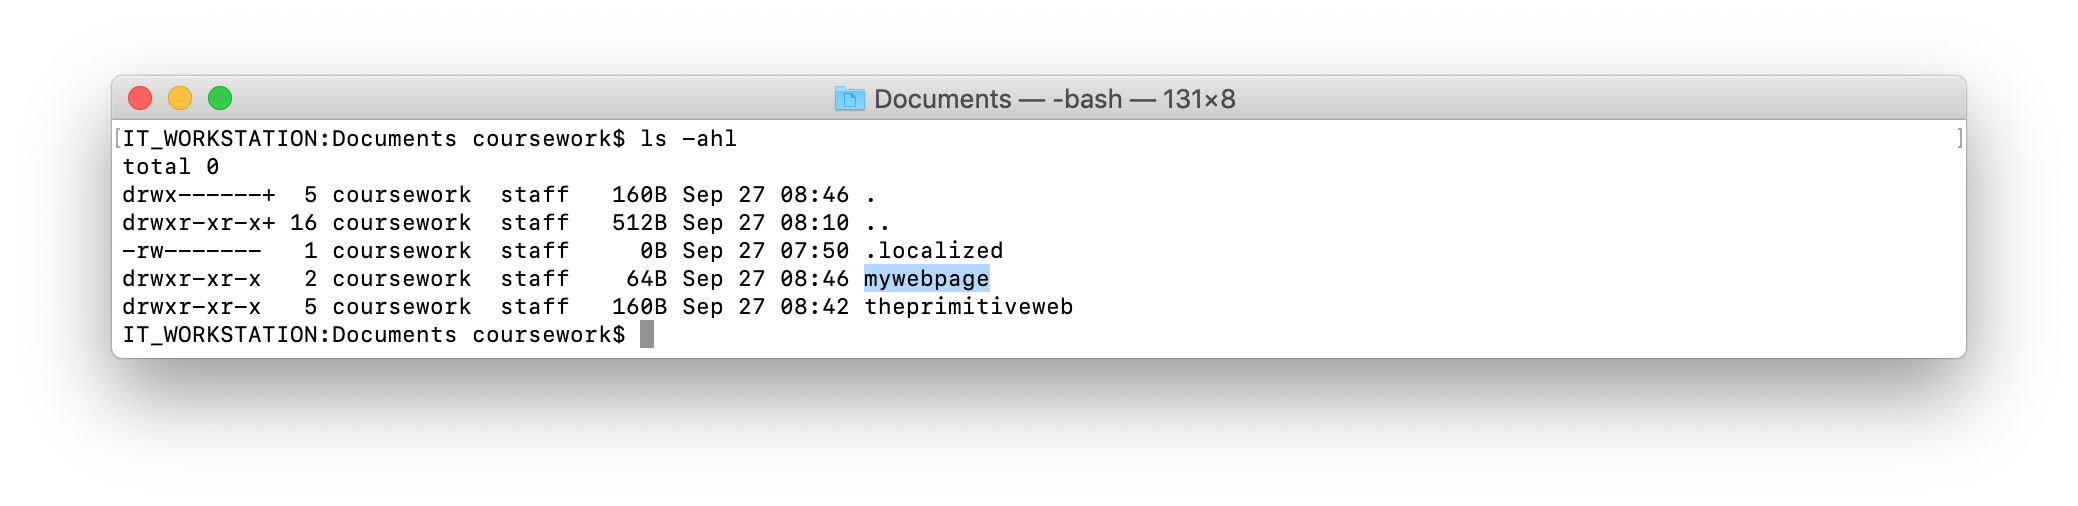 Documents — -bash — 131×8
[IT_WORKSTATION:Documents coursework$ ls -ahl ]
total 0
drwx------+  5 coursework  staff   160B Sep 27 08:46 .
drwxr-xr-x+ 16 coursework  staff   512B Sep 27 08:10 ..
-rw-------   1 coursework  staff     0B Sep 27 07:50 .localized
drwxr-xr-x   2 coursework  staff    64B Sep 27 08:46 mywebpage
drwxr-xr-x   5 coursework  staff   160B Sep 27 08:42 theprimitiveweb
IT_WORKSTATION:Documents coursework$